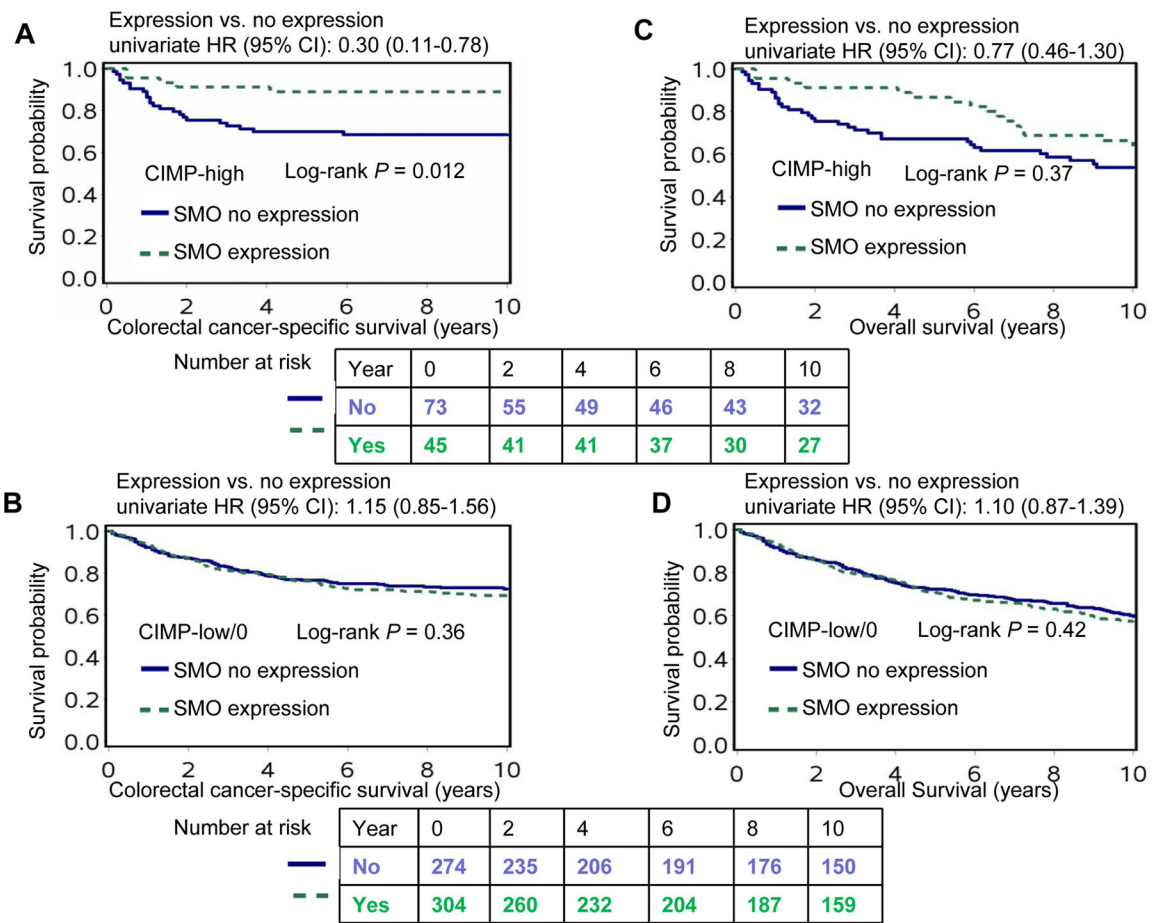 A
Expression vs. no expression
univariate HR (95% CI): 0.30 (0.11-0.78)
Survival probability
1.0
0.8
0.6
0.4
0.2
0.0
CIMP-high Log-rank P = 0.012
SMO no expression
SMO expression
0 2 4 6 8 10
Colorectal cancer-specific survival (years)
C
Expression vs. no expression
univariate HR (95% CI): 0.77 (0.46-1.30)
Survival probability
1.0
0.8
0.6
0.4
0.2
0.0
CIMP-high Log-rank P = 0.37
SMO no expression
SMO expression
0 2 4 6 8 10
Overall survival (years)
Number at risk
Year 0 2 4 6 8 10
No 73 55 49 46 43 32
Yes 45 41 41 37 30 27
B
Expression vs. no expression
univariate HR (95% CI): 1.15 (0.85-1.56)
Survival probability
1.0
0.8
0.6
0.4
0.2
0.0
CIMP-low/0 Log-rank P = 0.36
SMO no expression
SMO expression
0 2 4 6 8 10
Colorectal cancer-specific survival (years)
D
Expression vs. no expression
univariate HR (95% CI): 1.10 (0.87-1.39)
Survival probability
1.0
0.8
0.6
0.4
0.2
0.0
CIMP-low/0 Log-rank P = 0.42
SMO no expression
SMO expression
0 2 4 6 8 10
Overall Survival (years)
Number at risk
Year 0 2 4 6 8 10
No 274 235 206 191 176 150
Yes 304 260 232 204 187 159